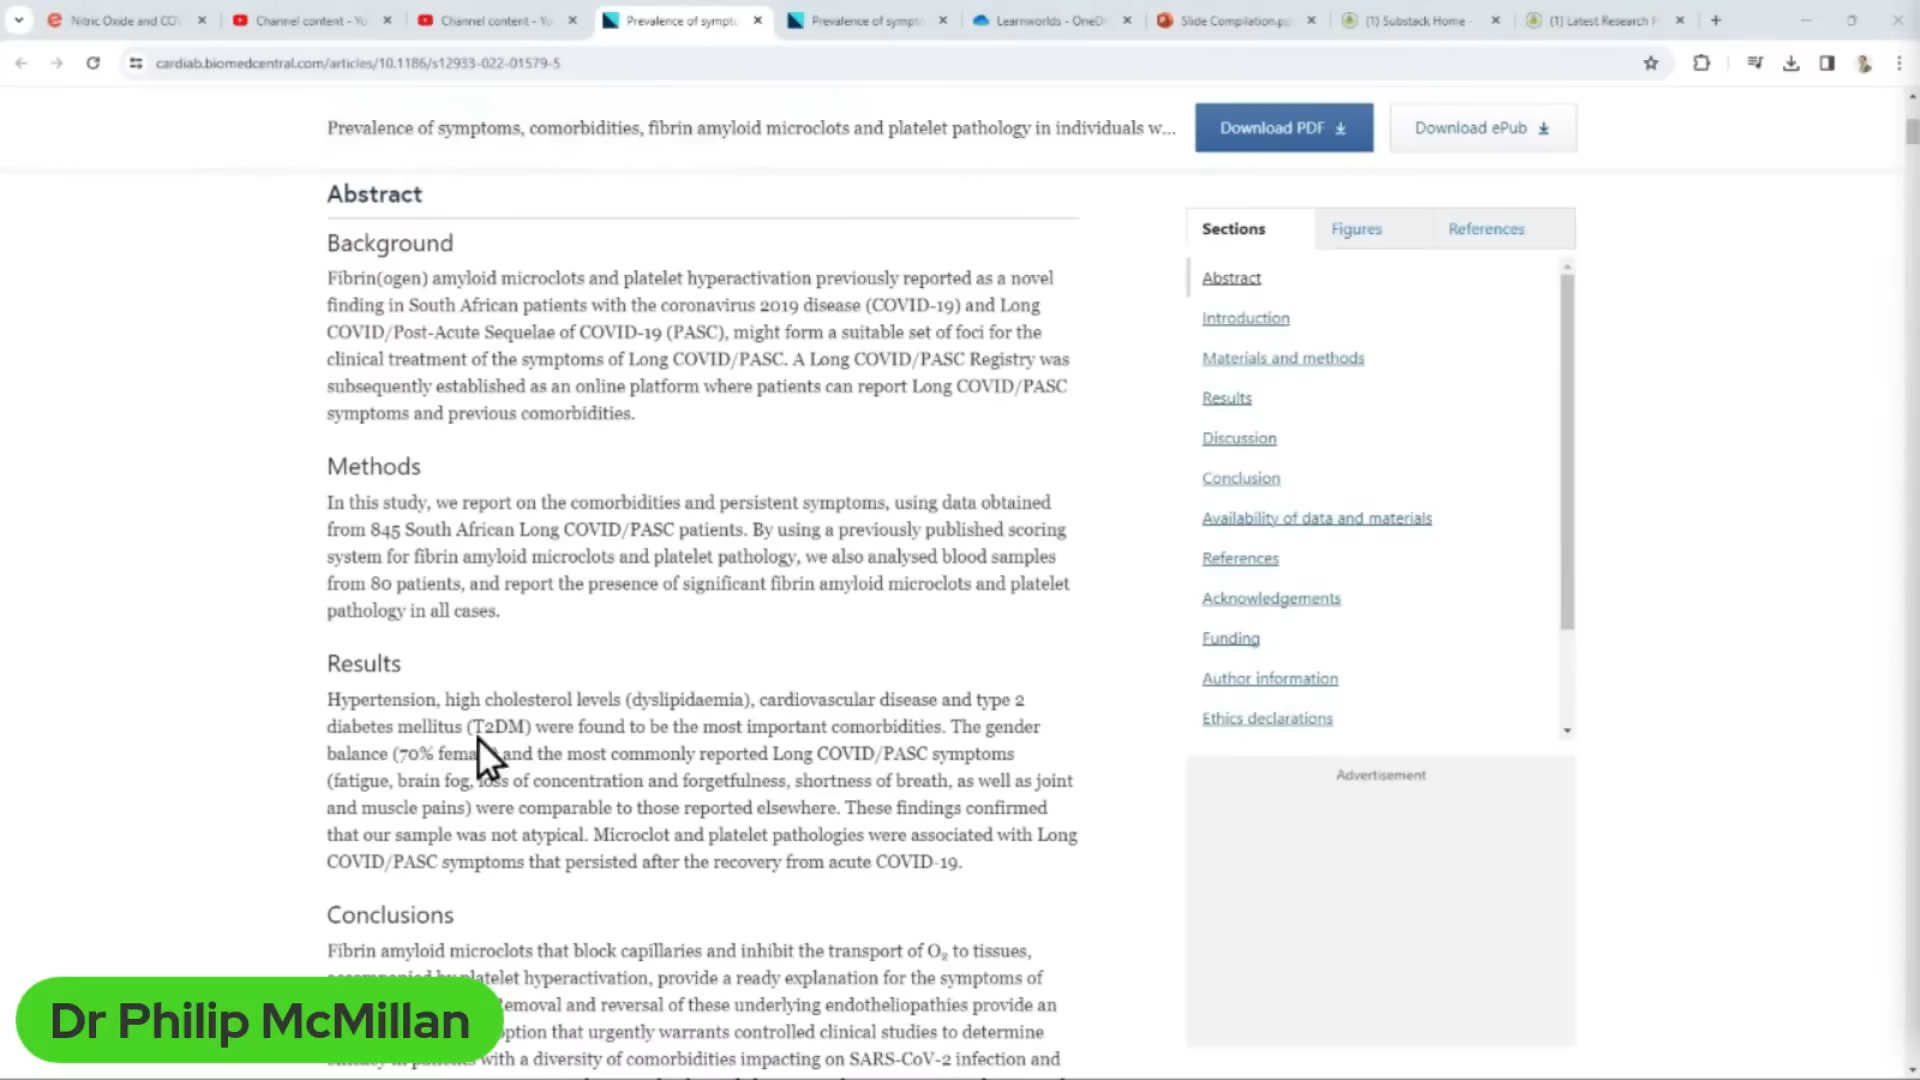 Nitric Oxide and COV
Channel content - Yo
Channel content - Yo
Prevalence of sympto
Prevalence of sympto
Learnworlds - OneDr
Slide Compilation.pp
(1) Substack Home -
(1) Latest Research
cardiab.biomedcentral.com/articles/10.1186/s12933-022-01579-5
Prevalence of symptoms, comorbidities, fibrin amyloid microclots and platelet pathology in individuals w...
Download PDF
Download ePub
Abstract
Background
Fibrin(ogen) amyloid microclots and platelet hyperactivation previously reported as a novel
finding in South African patients with the coronavirus 2019 disease (COVID-19) and Long
COVID/Post-Acute Sequelae of COVID-19 (PASC), might form a suitable set of foci for the
clinical treatment of the symptoms of Long COVID/PASC. A Long COVID/PASC Registry was
subsequently established as an online platform where patients can report Long COVID/PASC
symptoms and previous comorbidities.
Methods
In this study, we report on the comorbidities and persistent symptoms, using data obtained
from 845 South African Long COVID/PASC patients. By using a previously published scoring
system for fibrin amyloid microclots and platelet pathology, we also analysed blood samples
from 80 patients, and report the presence of significant fibrin amyloid microclots and platelet
pathology in all cases.
Results
Hypertension, high cholesterol levels (dyslipidaemia), cardiovascular disease and type 2
diabetes mellitus (T2DM) were found to be the most important comorbidities. The gender
balance (70% fema and the most commonly reported Long COVID/PASC symptoms
(fatigue, brain fog, loss of concentration and forgetfulness, shortness of breath, as well as joint
and muscle pains) were comparable to those reported elsewhere. These findings confirmed
that our sample was not atypical. Microclot and platelet pathologies were associated with Long
COVID/PASC symptoms that persisted after the recovery from acute COVID-19.
Conclusions
Fibrin amyloid microclots that block capillaries and inhibit the transport of O₂ to tissues,
platelet hyperactivation, provide a ready explanation for the symptoms of
emoval and reversal of these underlying endotheliopathies provide an
ption that urgently warrants controlled clinical studies to determine
with a diversity of comorbidities impacting on SARS-CoV-2 infection and
Sections
Figures
References
Abstract
Introduction
Materials and methods
Results
Discussion
Conclusion
Availability of data and materials
References
Acknowledgements
Funding
Author information
Ethics declarations
Advertisement
Dr Philip McMillan